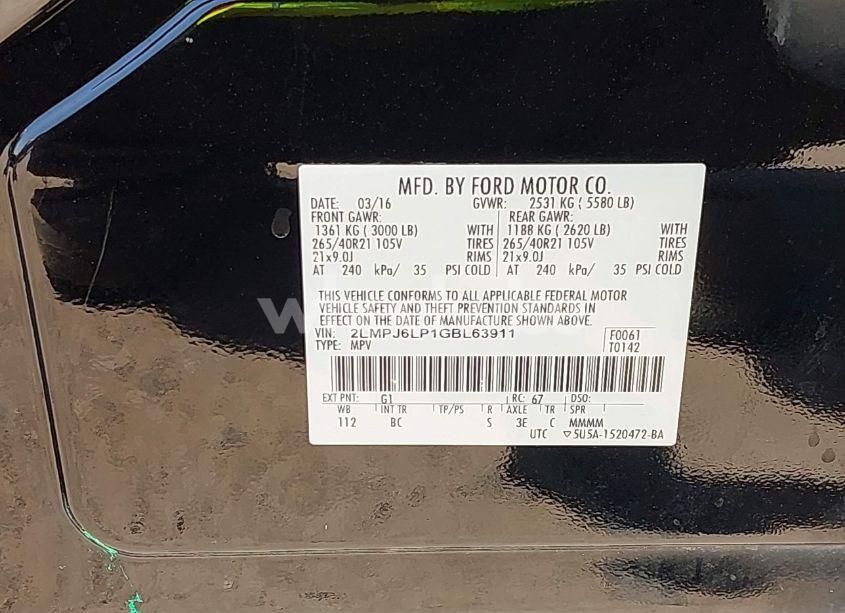 MFD. BY FORD MOTOR CO.
DATE: 03/16 GVWR: 2531 KG ( 5580 LB)
FRONT GAWR: REAR GAWR:
1361 KG ( 3000 LB) WITH 1188 KG ( 2620 LB) WITH
265/40R21 105V TIRES 265/40R21 105V TIRES
21x9.0J RIMS 21x9.0J RIMS
AT 240 kPa/ 35 PSI COLD AT 240 kPa/ 35 PSI COLD
THIS VEHICLE CONFORMS TO ALL APPLICABLE FEDERAL MOTOR
VEHICLE SAFETY AND THEFT PREVENTION STANDARDS IN
EFFECT ON THE DATE OF MANUFACTURE SHOWN ABOVE.
VIN: 2LMPJ6LP1GBL63911 F0061
TYPE: MPV T0142
EXT PNT: G1 RC: 67 DSO:
WB INT TR TP/PS R AXLE TR SPR
112 BC S 3E C MMMM
UTC ▽5U5A-1520472-BA